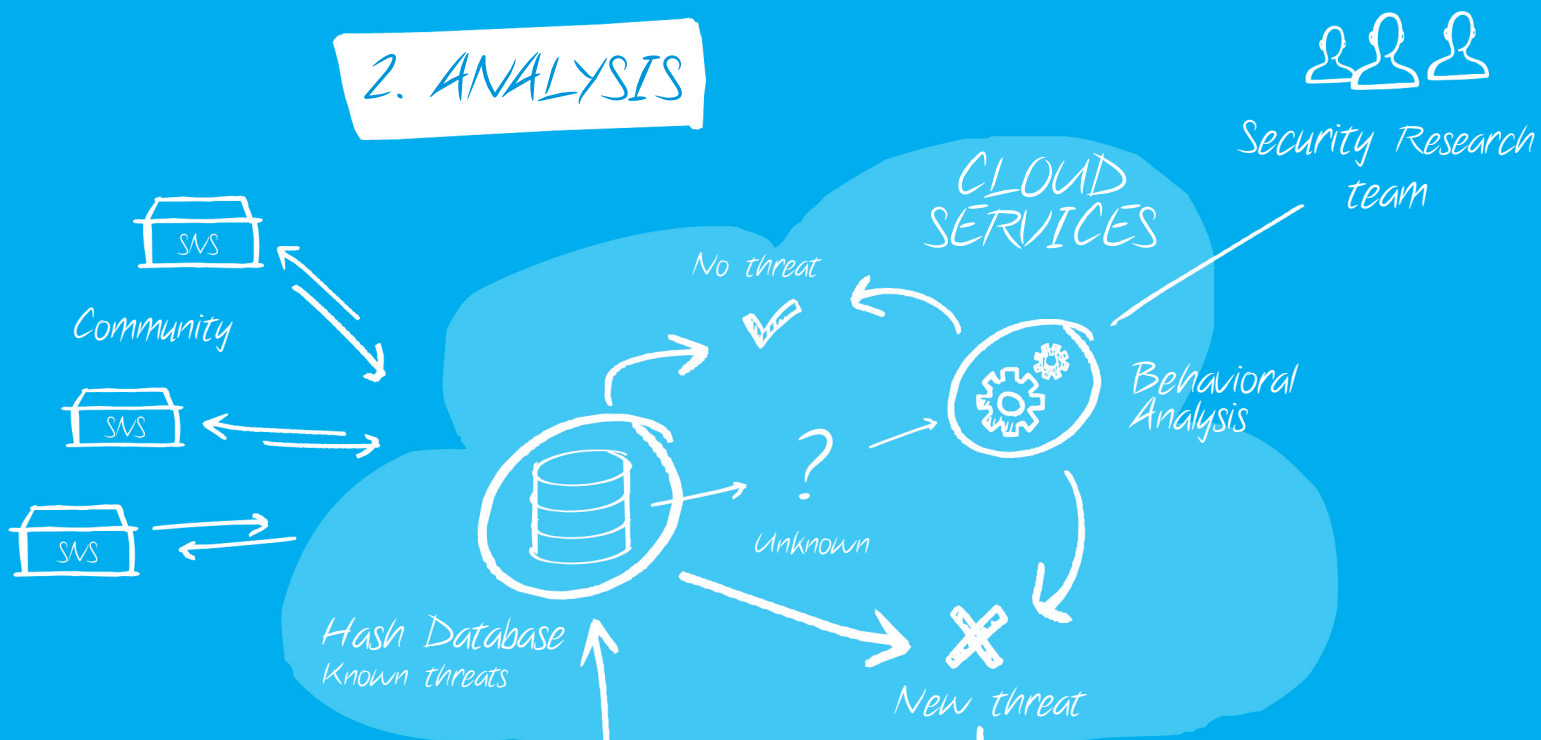 2. ANALYSIS
Security Research
team
CLOUD
SERVICES
SNS
No threat
Community
Behavioral
Analysis
SNS
?
Unknown
SNS
Hash Database
Known threats
New threat